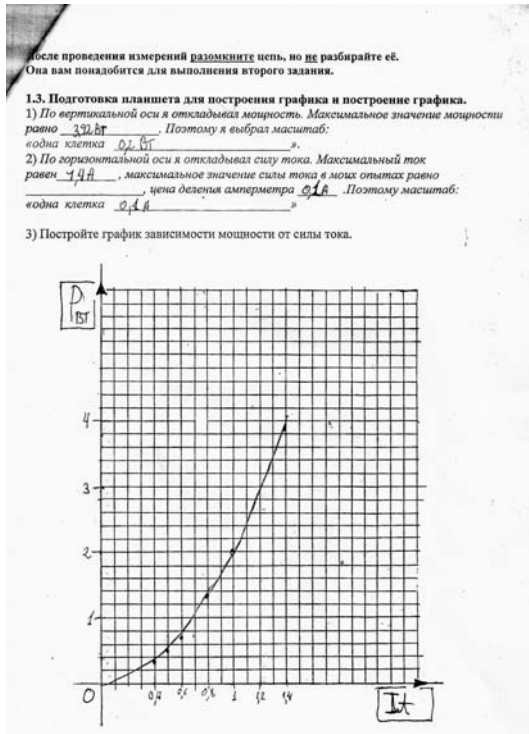 После проведения измерений разомкните цепь, но не разбирайте её.
Она вам понадобится для выполнения второго задания.
1.3. Подготовка планшета для построения графика и построение графика.
1) По вертикальной оси я откладывал мощность. Максимальное значение мощности
равно 3,92 Вт. Поэтому я выбрал масштаб:
«одна клетка 0,2 Вт».
2) По горизонтальной оси я откладывал силу тока. Максимальный ток
равен 1,4 А, максимальное значение силы тока в моих опытах равно
, цена деления амперметра 0,1 А. Поэтому масштаб:
«одна клетка 0,1 А»
3) Постройте график зависимости мощности от силы тока.
P,
Вт
4
3
2
1
0 0,4 0,6 0,8 1 1,2 1,4